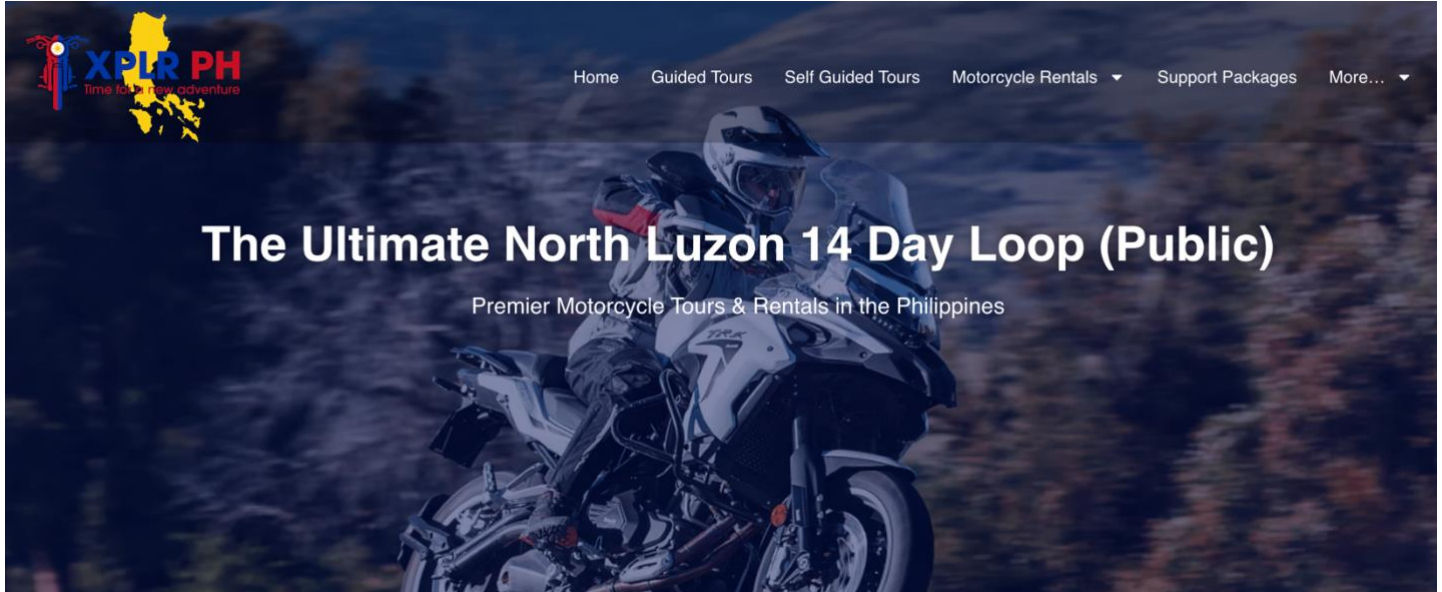 XPLR PH
Time for a new adventure
Home Guided Tours Self Guided Tours Motorcycle Rentals Support Packages More...
The Ultimate North Luzon 14 Day Loop (Public)
Premier Motorcycle Tours & Rentals in the Philippines
TRK